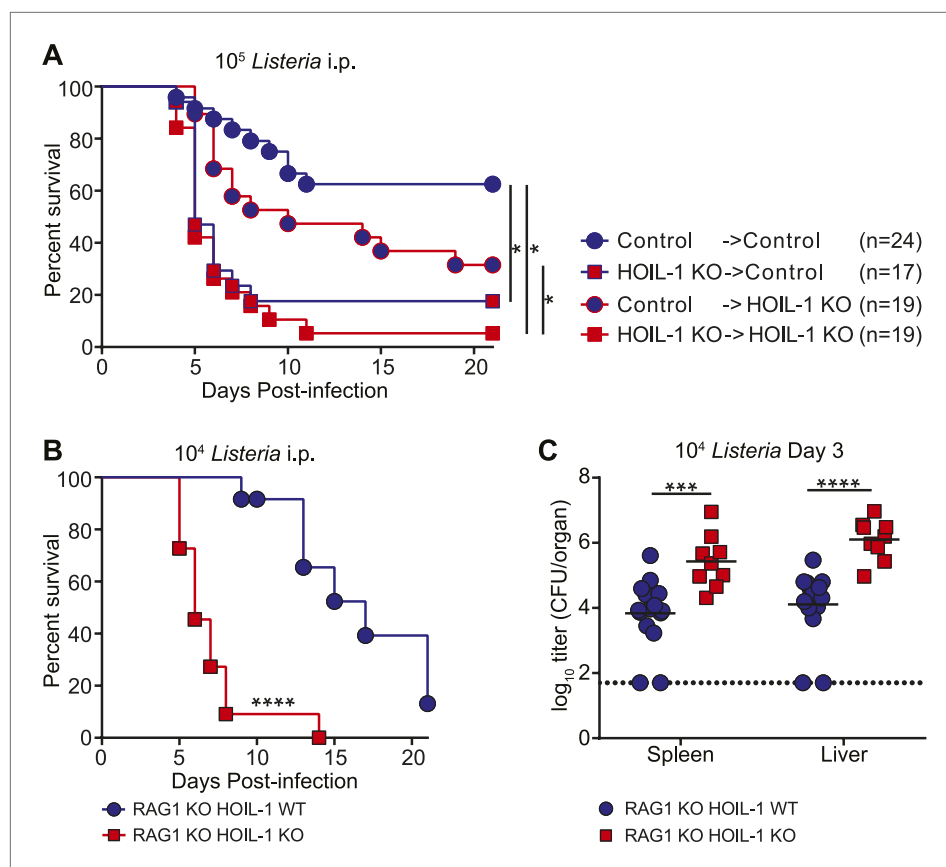 A
10⁵ Listeria i.p.
Percent survival
100
80
60
40
20
0
0 5 10 15 20
Days Post-infection
* *
*
Control ->Control (n=24)
HOIL-1 KO->Control (n=17)
Control ->HOIL-1 KO (n=19)
HOIL-1 KO->HOIL-1 KO (n=19)
B
10⁴ Listeria i.p.
Percent survival
100
80
60
40
20
0
****
0 5 10 15 20
Days Post-infection
RAG1 KO HOIL-1 WT
RAG1 KO HOIL-1 KO
C
10⁴ Listeria Day 3
log₁₀ titer (CFU/organ)
8
6
4
2
0
*** ****
Spleen Liver
RAG1 KO HOIL-1 WT
RAG1 KO HOIL-1 KO